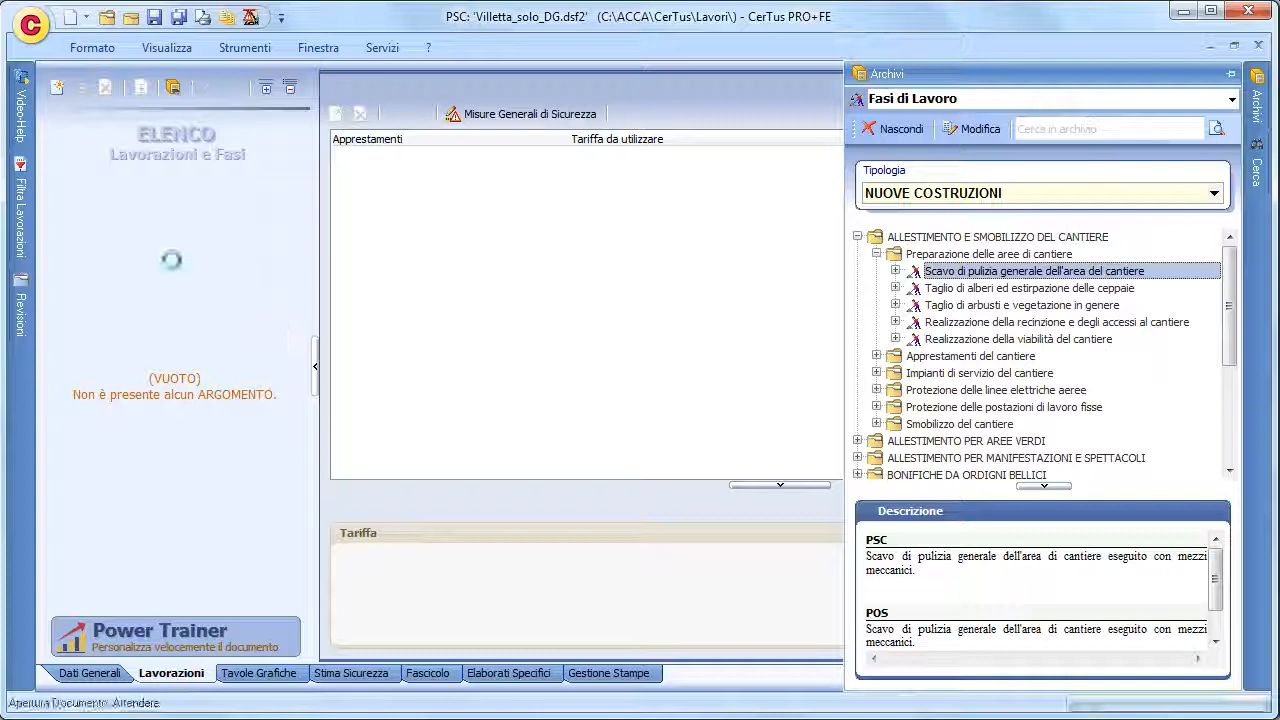 PSC - 'Villetta_solo_DG.sf2' (C:\ACCA\CerTus\Lavori\) - CerTus PRO+FE
Formato Visualizza Strumenti Finestra Servizi ?
Video-Help
Filtra Lavorazioni
Revisioni
ELENCO
Lavorazioni e Fasi
(VUOTO)
Non è presente alcun ARGOMENTO.
Power Trainer
Personalizza velocemente il documento
Misure Generali di Sicurezza
Apprestamenti Tariffa da utilizzare
Tariffa
Archivi
Fasi di Lavoro
Nascondi Modifica Cerca in archivio
Tipologia
NUOVE COSTRUZIONI
ALLESTIMENTO E SMOBILIZZO DEL CANTIERE
Preparazione delle aree di cantiere
Scavo di pulizia generale dell'area del cantiere
Taglio di alberi ed estirpazione delle ceppaie
Taglio di arbusti e vegetazione in genere
Realizzazione della recinzione e degli accessi al cantiere
Realizzazione della viabilità del cantiere
Apprestamenti del cantiere
Impianti di servizio del cantiere
Protezione delle linee elettriche aeree
Protezione delle postazioni di lavoro fisse
Smobilizzo del cantiere
ALLESTIMENTO PER AREE VERDI
ALLESTIMENTO PER MANIFESTAZIONI E SPETTACOLI
BONIFICHE DA ORDIGNI BELLICI
Descrizione
PSC
Scavo di pulizia generale dell'area di cantiere eseguito con mezzi
meccanici.
POS
Scavo di pulizia generale dell'area di cantiere eseguito con mezzi
meccanici.
Archivi
Cerca
Dati Generali Lavorazioni Tavole Grafiche Stima Sicurezza Fascicolo Elaborati Specifici Gestione Stampe
Apertura Documento. Attendere